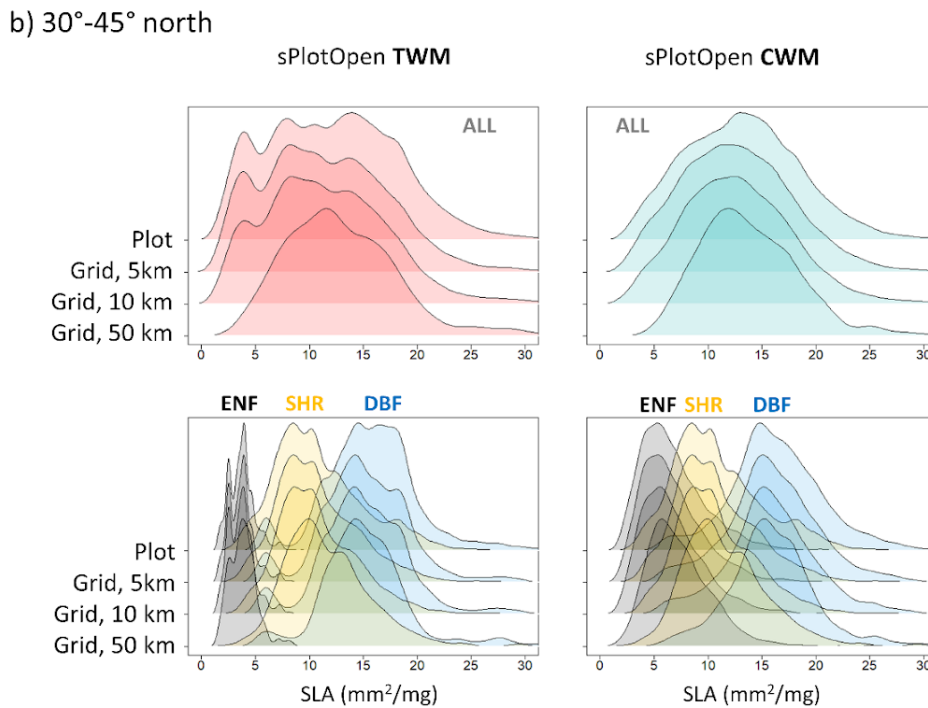 b) 30°-45° north
sPlotOpen TWM
sPlotOpen CWM
ALL
ALL
Plot
Grid, 5km
Grid, 10 km
Grid, 50 km
0 5 10 15 20 25 30
0 5 10 15 20 25 30
ENF SHR DBF
ENF SHR DBF
Plot
Grid, 5km
Grid, 10 km
Grid, 50 km
0 5 10 15 20 25 30
0 5 10 15 20 25 30
SLA (mm²/mg)
SLA (mm²/mg)